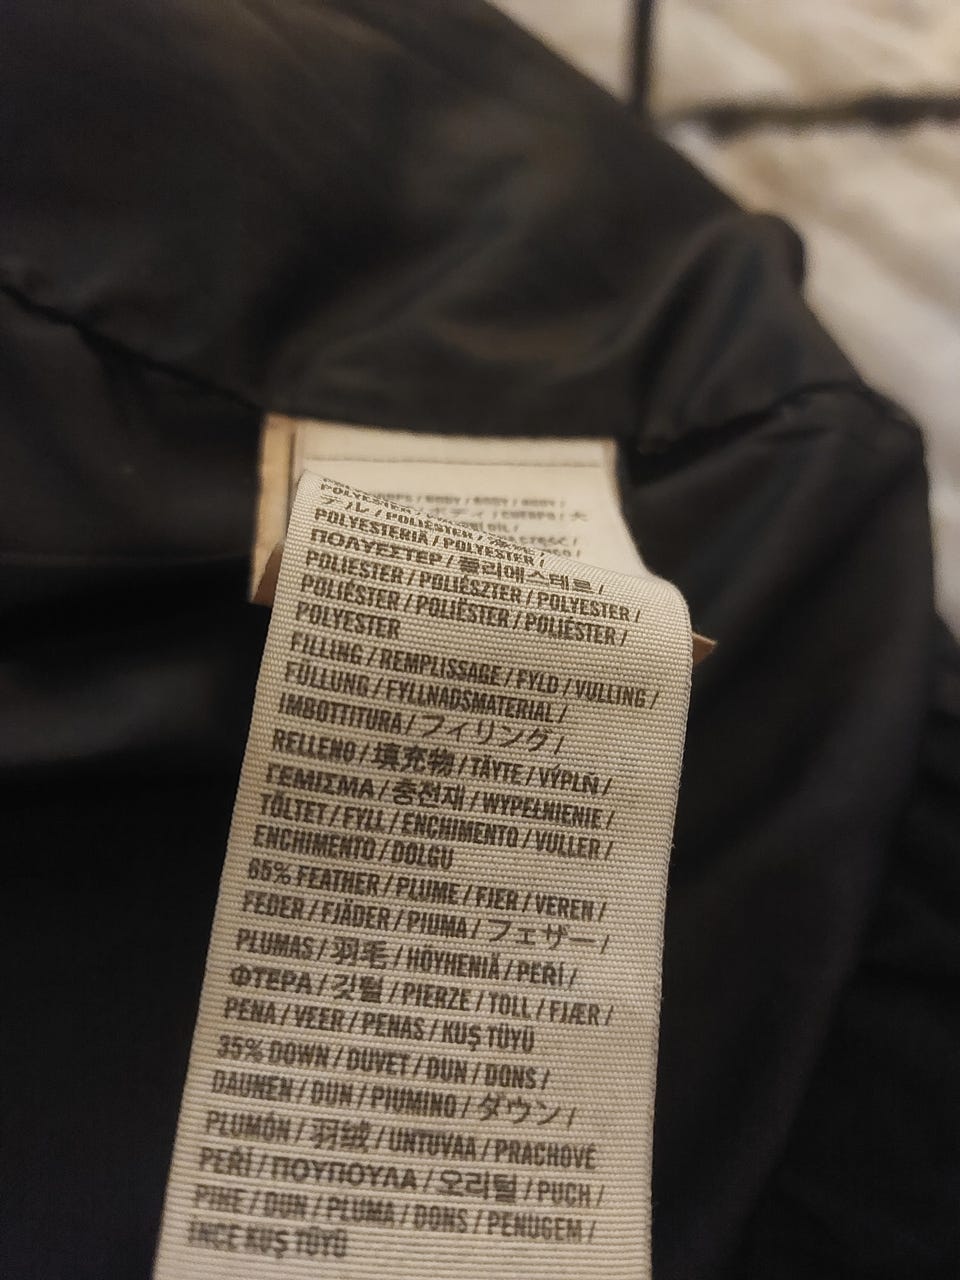 POLYESTER /
テル / POLIÉSTER /
POLYESTERIÄ / POLYESTER /
ΠΟΛΥΕΣΤΕΡ / 폴리에스테르 /
POLIESTER / POLIÉSZTER / POLYESTER /
POLIÉSTER / POLIÉSTER / POLIÉSTER /
POLYESTER
FILLING / REMPLISSAGE / FYLD / VULLING /
FÜLLUNG / FYLLNADSMATERIAL /
IMBOTTITURA / フィリング /
RELLENO / 填充物 / TÄYTE / VÝPLŇ /
ΓΕΜΙΣΜΑ / 충전재 / WYPEŁNIENIE /
TÖLTET / FYLL / ENCHIMENTO / VULLER /
ENCHIMENTO / DOLGU
65% FEATHER / PLUME / FJER / VEREN /
FEDER / FJÄDER / PIUMA / フェザー /
PLUMAS / 羽毛 / HÖYHENIÄ / PEŘÍ /
ΦΤΕΡΑ / 깃털 / PIERZE / TOLL / FJÆR /
PENA / VEER / PENAS / KUŞ TÜYÜ
35% DOWN / DUVET / DUN / DONS /
DAUNEN / DUN / PIUMINO / ダウン /
PLUMÓN / 羽绒 / UNTUVAA / PRACHOVÉ
PEŘÍ / ΠΟΥΠΟΥΛΑ / 오리털 / PUCH /
PIHE / DUN / PLUMA / DONS / PENUGEM /
İNCE KUŞ TÜYÜ